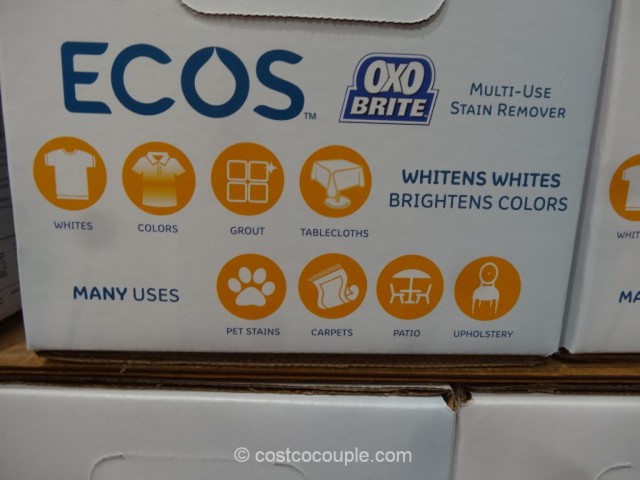 ECOS™
OXO
BRITE
MULTI-USE
STAIN REMOVER
WHITENS WHITES
BRIGHTENS COLORS
WHITES
COLORS
GROUT
TABLECLOTHS
MANY USES
PET STAINS
CARPETS
PATIO
UPHOLSTERY
© costcocouple.com